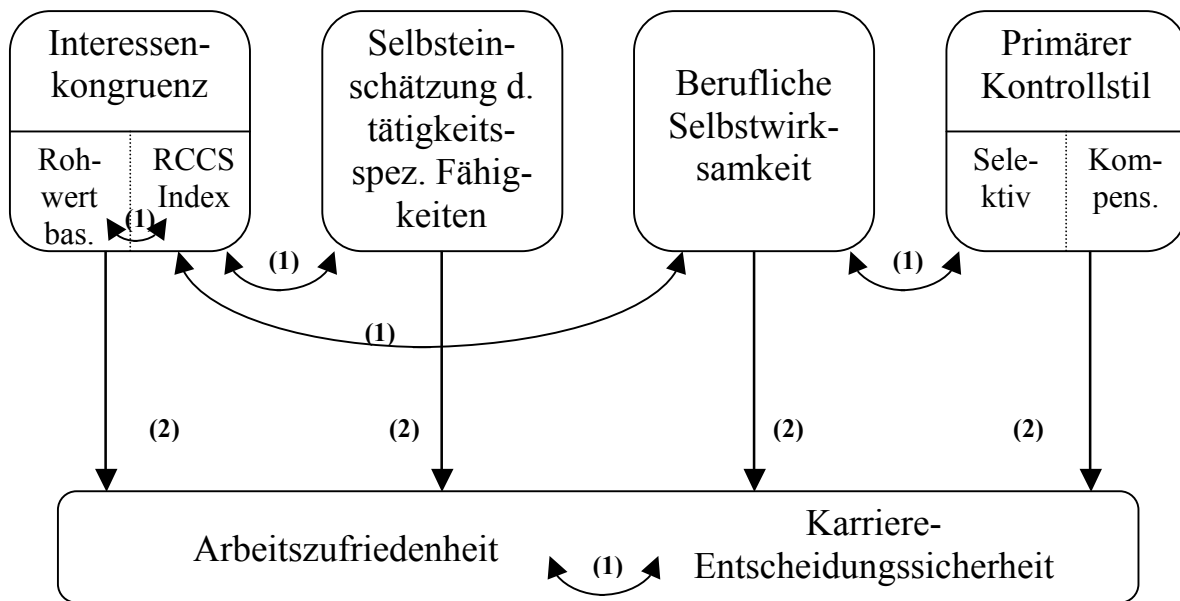 Interessen-
kongruenz
Roh-
wert
bas.
RCCS
Index
(1)
Selbstein-
schätzung d.
tätigkeits-
spez. Fähig-
keiten
Berufliche
Selbstwirk-
samkeit
Primärer
Kontrollstil
Sele-
ktiv
Kom-
pens.
(1)
(1)
(1)
(2)
(2)
(2)
(2)
Arbeitszufriedenheit
(1)
Karriere-
Entscheidungssicherheit